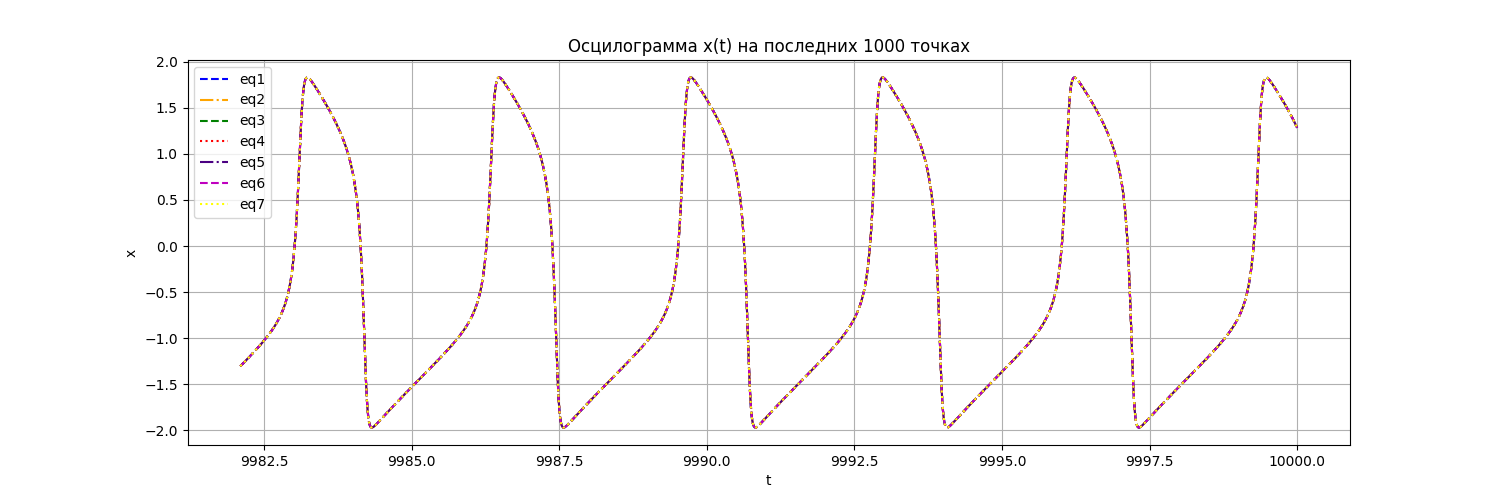 Осцилограмма x(t) на последних 1000 точках
eq1
eq2
eq3
eq4
eq5
eq6
eq7
x
2.0
1.5
1.0
0.5
0.0
−0.5
−1.0
−1.5
−2.0
9982.5
9985.0
9987.5
9990.0
9992.5
9995.0
9997.5
10000.0
t